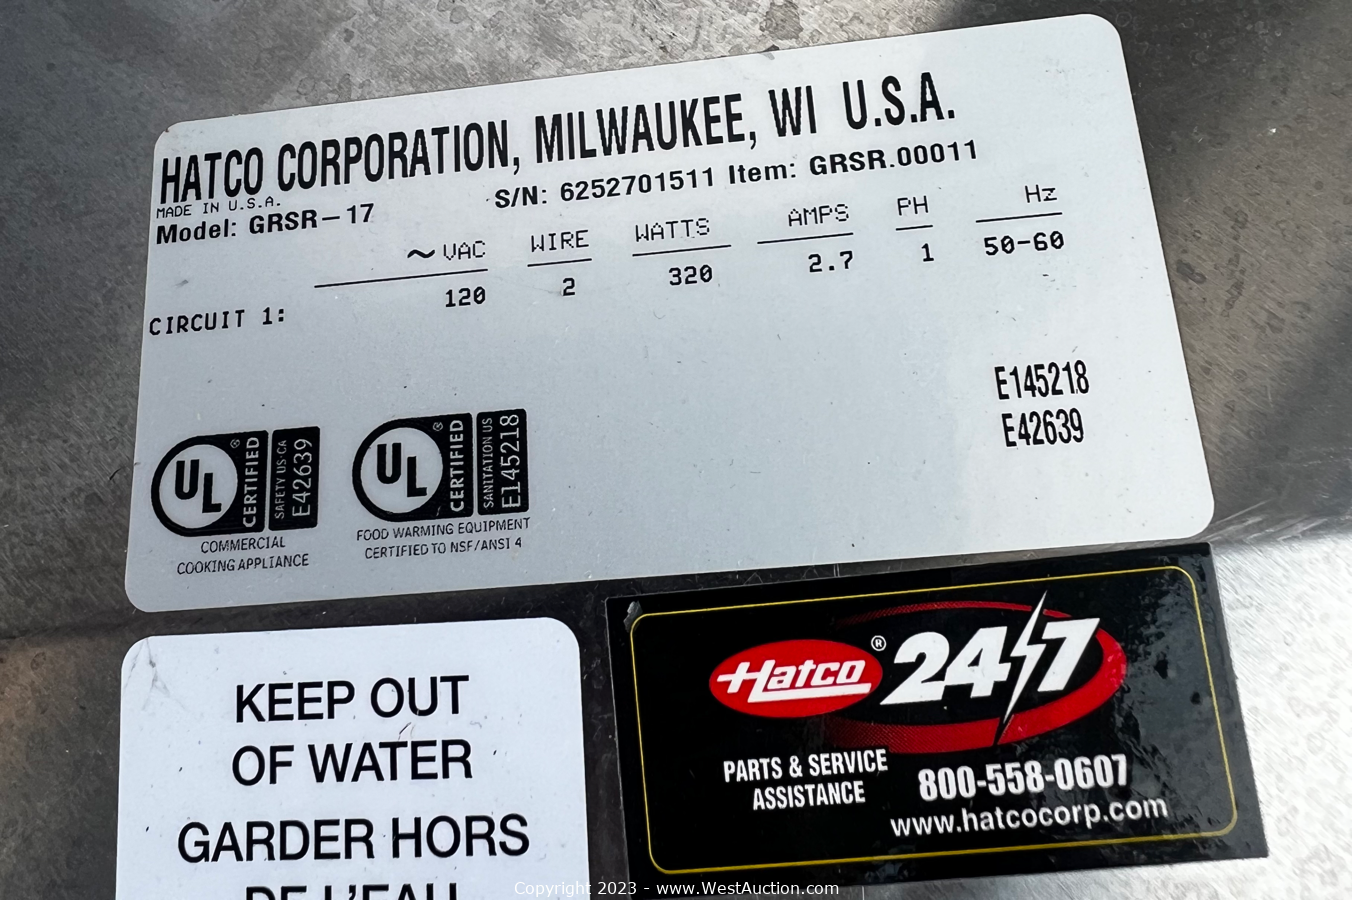 HATCO CORPORATION, MILWAUKEE, WI U.S.A.
MADE IN U.S.A.
S/N: 6252701511 Item: GRSR.00011
Model: GRSR-17
~VAC WIRE WATTS AMPS PH Hz
CIRCUIT 1: 120 2 320 2.7 1 50-60
E145218
E42639
UL® CERTIFIED SAFETY US·CA E42639
COMMERCIAL
COOKING APPLIANCE
UL® CERTIFIED SANITATION US E145218
FOOD WARMING EQUIPMENT
CERTIFIED TO NSF/ANSI 4
KEEP OUT
OF WATER
GARDER HORS
DE L'EAU
Hatco® 24/7
PARTS & SERVICE
ASSISTANCE
800-558-0607
www.hatcocorp.com
Copyright 2023 - www.WestAuction.com